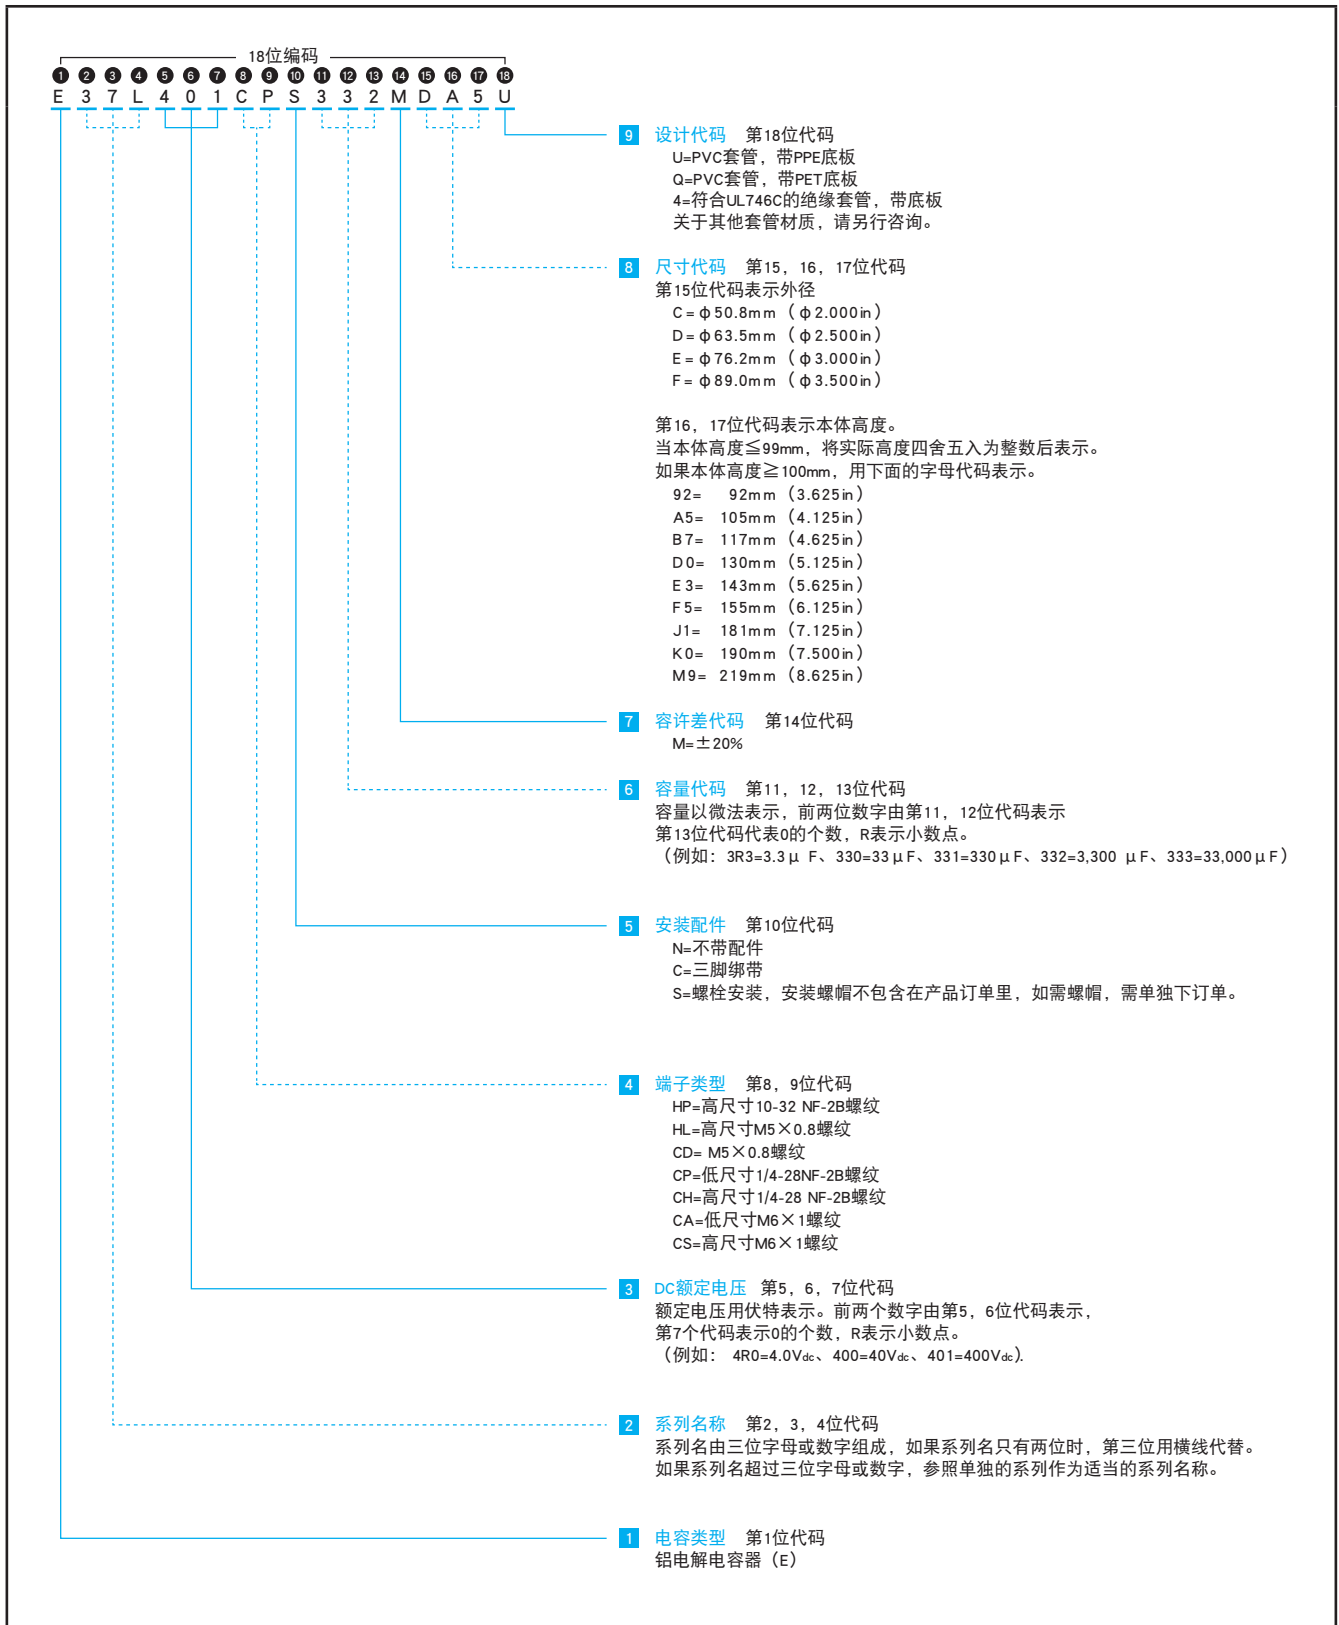 18位编码
1 2 3 4 5 6 7 8 9 10 11 12 13 14 15 16 17 18
E 3 7 L 4 0 1 C P S 3 3 2 M D A 5 U
9 设计代码 第18位代码
U=PVC套管，带PPE底板
Q=PVC套管，带PET底板
4=符合UL746C的绝缘套管，带底板
关于其他套管材质，请另行咨询。
8 尺寸代码 第15，16，17位代码
第15位代码表示外径
C=φ50.8mm（φ2.000in）
D=φ63.5mm（φ2.500in）
E=φ76.2mm（φ3.000in）
F=φ89.0mm（φ3.500in）
第16，17位代码表示本体高度。
当本体高度≦99mm，将实际高度四舍五入为整数后表示。
如果本体高度≧100mm，用下面的字母代码表示。
92= 92mm（3.625in）
A5= 105mm（4.125in）
B7= 117mm（4.625in）
D0= 130mm（5.125in）
E3= 143mm（5.625in）
F5= 155mm（6.125in）
J1= 181mm（7.125in）
K0= 190mm（7.500in）
M9= 219mm（8.625in）
7 容许差代码 第14位代码
M=±20%
6 容量代码 第11，12，13位代码
容量以微法表示，前两位数字由第11，12位代码表示
第13位代码代表0的个数，R表示小数点。
（例如：3R3=3.3μ F、330=33μF、331=330μF、332=3,300 μF、333=33,000μF）
5 安装配件 第10位代码
N=不带配件
C=三脚绑带
S=螺栓安装，安装螺帽不包含在产品订单里，如需螺帽，需单独下订单。
4 端子类型 第8，9位代码
HP=高尺寸10-32 NF-2B螺纹
HL=高尺寸M5×0.8螺纹
CD= M5×0.8螺纹
CP=低尺寸1/4-28NF-2B螺纹
CH=高尺寸1/4-28 NF-2B螺纹
CA=低尺寸M6×1螺纹
CS=高尺寸M6×1螺纹
3 DC额定电压 第5，6，7位代码
额定电压用伏特表示。前两个数字由第5，6位代码表示，
第7个代码表示0的个数，R表示小数点。
（例如： 4R0=4.0Vdc、400=40Vdc、401=400Vdc).
2 系列名称 第2，3，4位代码
系列名由三位字母或数字组成，如果系列名只有两位时，第三位用横线代替。
如果系列名超过三位字母或数字，参照单独的系列作为适当的系列名称。
1 电容类型 第1位代码
铝电解电容器（E）